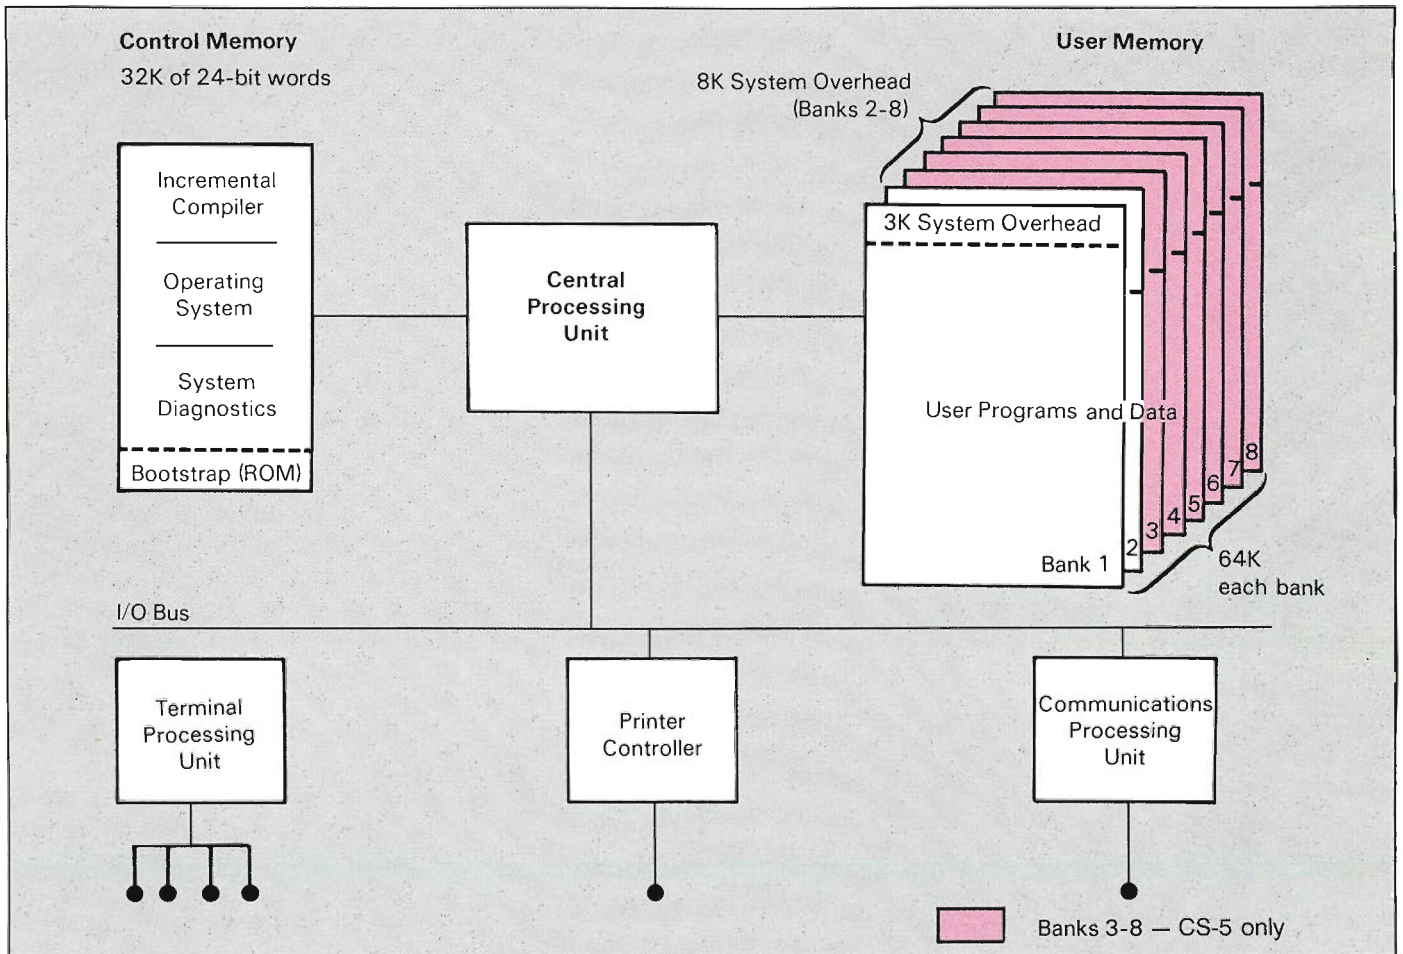 Control Memory
32K of 24-bit words
Incremental
Compiler
Operating
System
System
Diagnostics
Bootstrap (ROM)
Central
Processing
Unit
User Memory
8K System Overhead
(Banks 2-8)
3K System Overhead
User Programs and Data
Bank 1
2
3
4
5
6
7
8
64K
each bank
I/O Bus
Terminal
Processing
Unit
Printer
Controller
Communications
Processing
Unit
Banks 3-8 — CS-5 only